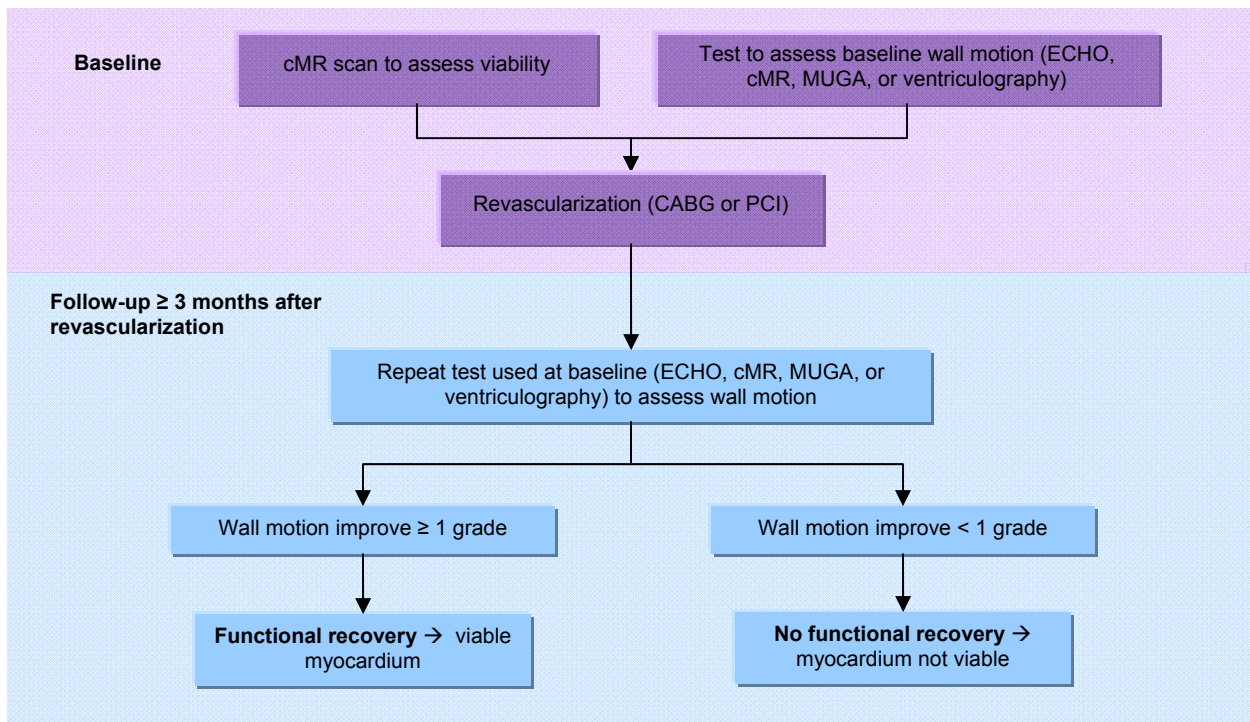 Baseline
cMR scan to assess viability
Test to assess baseline wall motion (ECHO,
cMR, MUGA, or ventriculography)
Revascularization (CABG or PCI)
Follow-up ≥ 3 months after
revascularization
Repeat test used at baseline (ECHO, cMR, MUGA, or
ventriculography) to assess wall motion
Wall motion improve ≥ 1 grade
Wall motion improve < 1 grade
Functional recovery → viable
myocardium
No functional recovery →
myocardium not viable